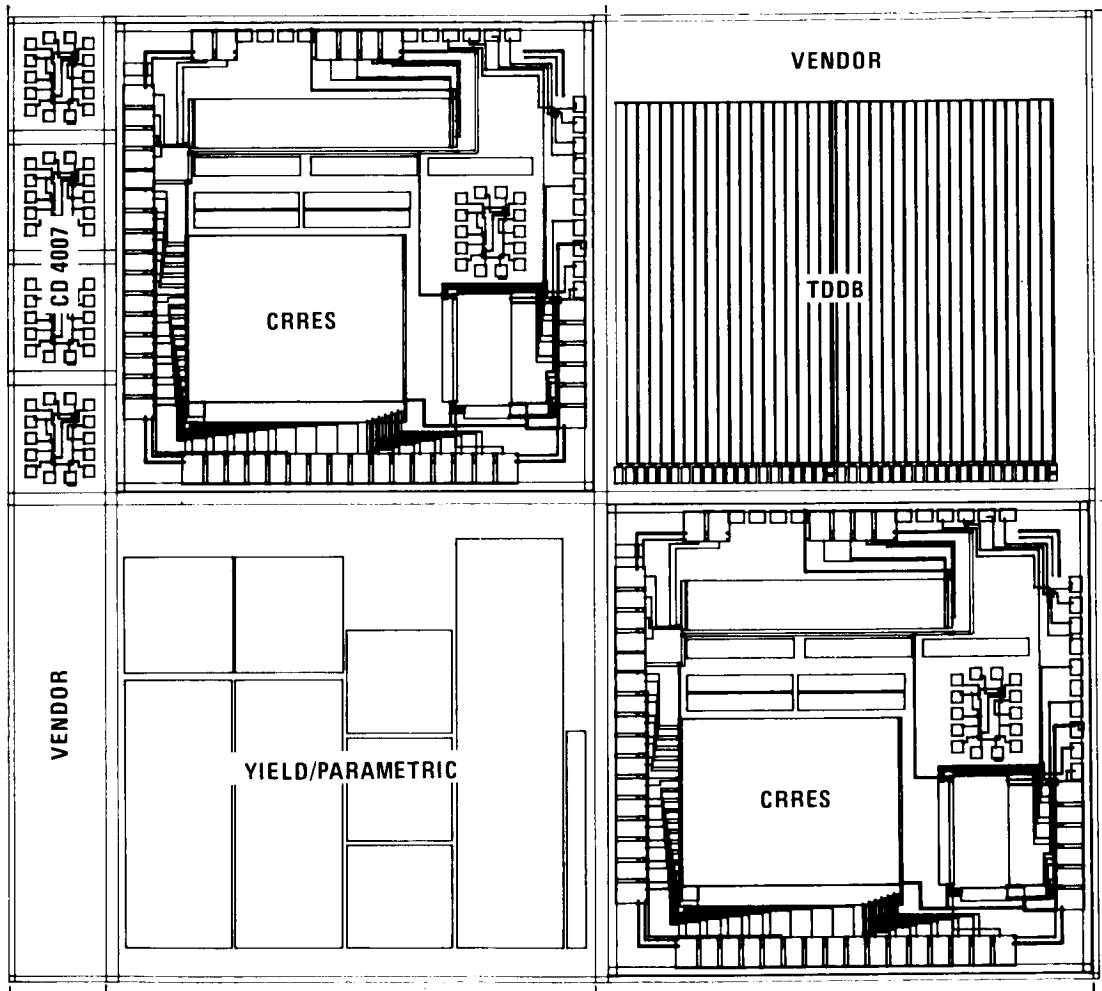 VENDOR
CD 4007
TDDB
CRRES
VENDOR
YIELD/PARAMETRIC
CRRES